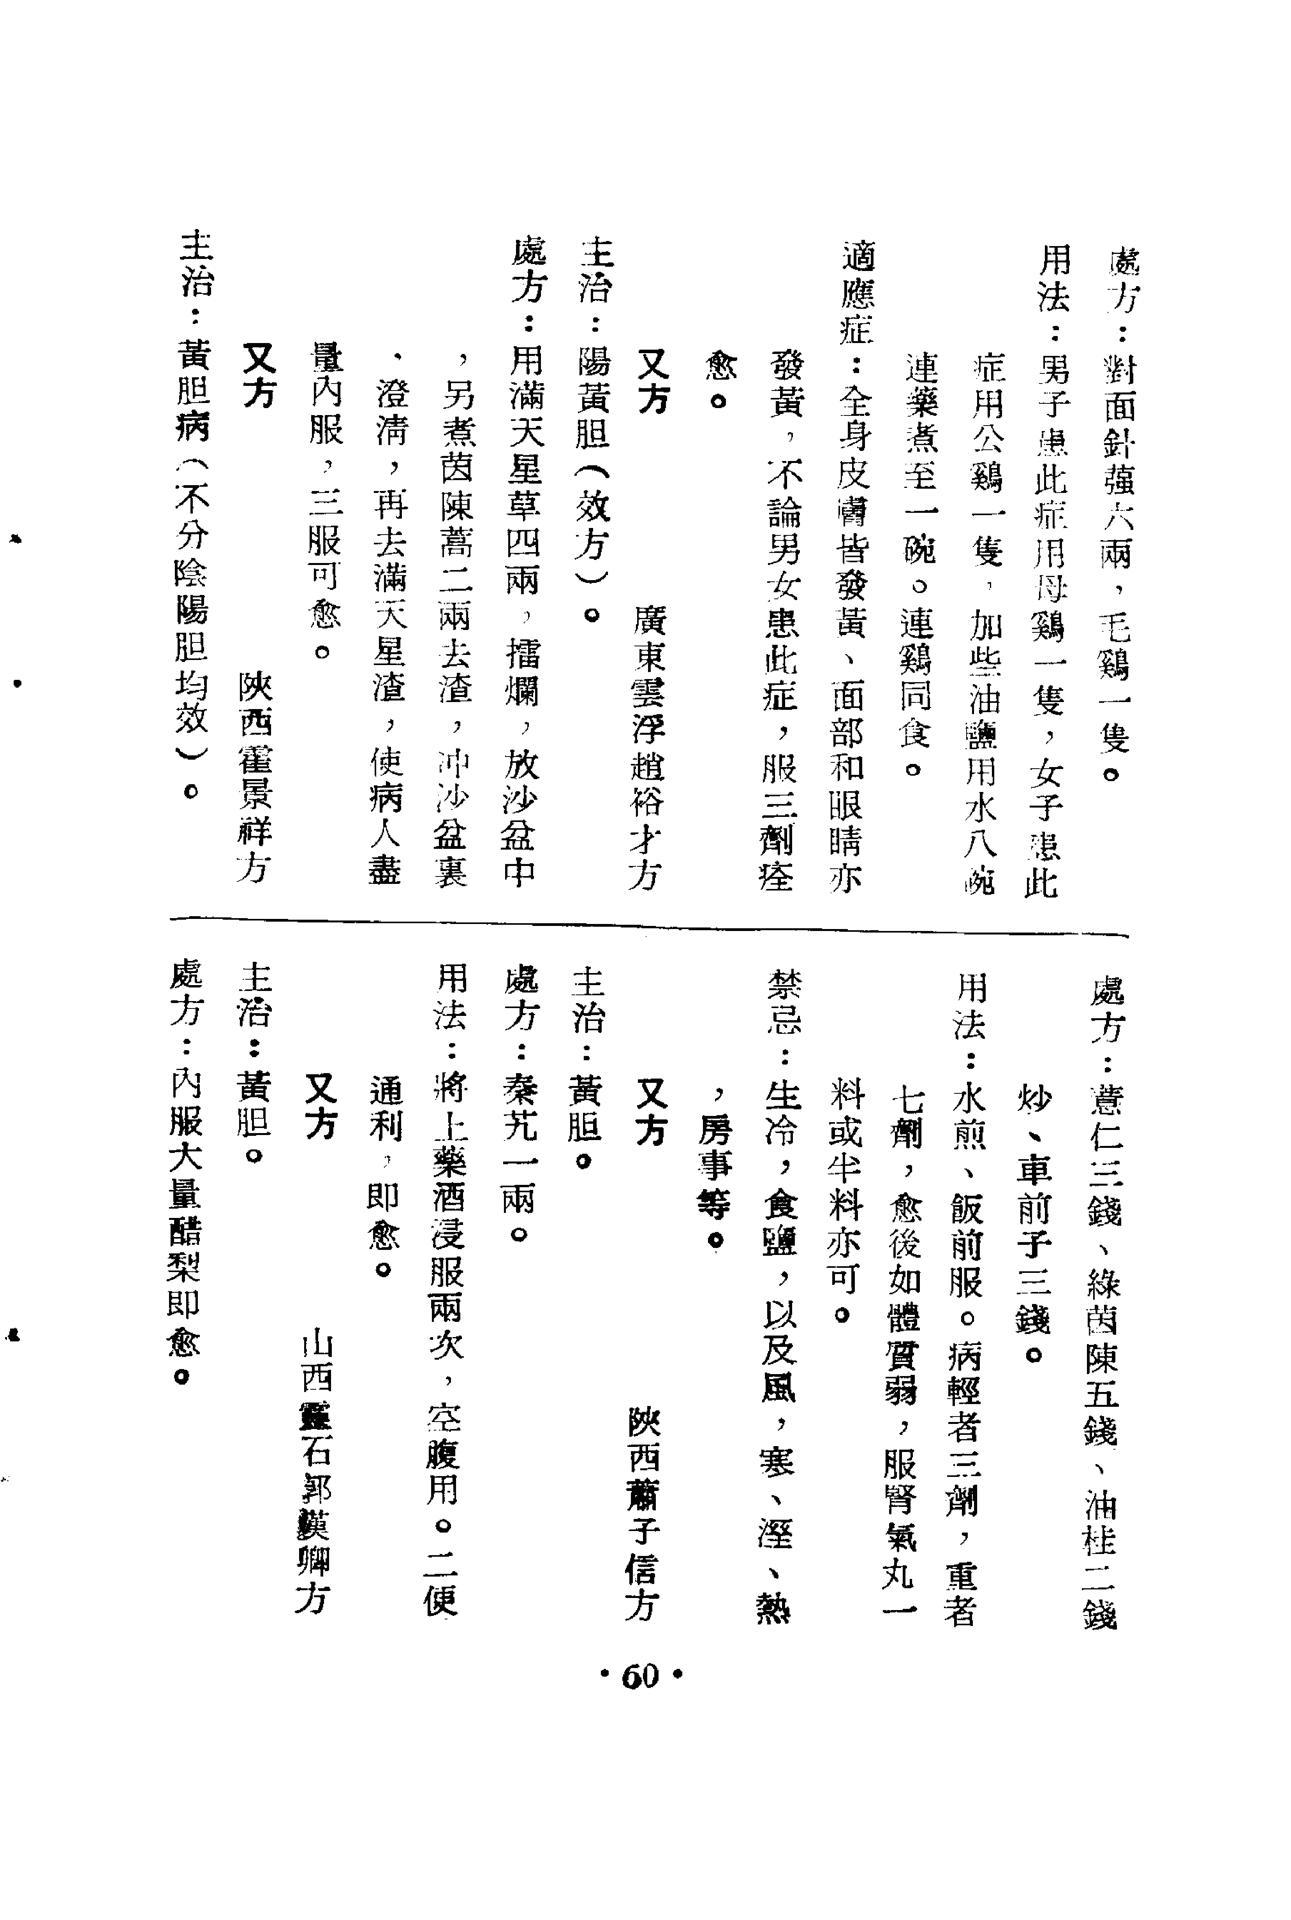 處方：對面針薑六兩，毛鷄一隻。
用法：男子患此症用母鷄一隻，女子患此
症用公鷄一隻，加些油鹽用水八碗
連藥煮至一碗。連鷄同食。
適應症：全身皮膚皆發黃、面部和眼睛亦
發黃，不論男女患此症，服三劑痊
愈。
又方　廣東雲浮趙裕才方
主治：陽黃胆（效方）。
處方：用滿天星草四兩，擂爛，放沙盆中
，另煮茵陳蒿二兩去渣，冲沙盆裏
、澄清，再去滿天星渣，使病人盡
量內服，三服可愈。
又方　陝西霍景祥方
主治：黃胆病（不分陰陽胆均效）。
處方：薏仁三錢、綠茵陳五錢、油桂二錢
炒、車前子三錢。
用法：水煎、飯前服。病輕者三劑，重者
七劑，愈後如體質弱，服腎氣丸一
料或半料亦可。
禁忌：生冷，食鹽，以及風，寒、溼、熱
，房事等。
又方　陝西蕭子信方
主治：黃胆。
處方：秦艽一兩。
用法：將上藥酒浸服兩次，空腹用。二便
通利，即愈。
又方　山西靈石郭漢卿方
主治：黃胆。
處方：內服大量醋梨即愈。
•60•